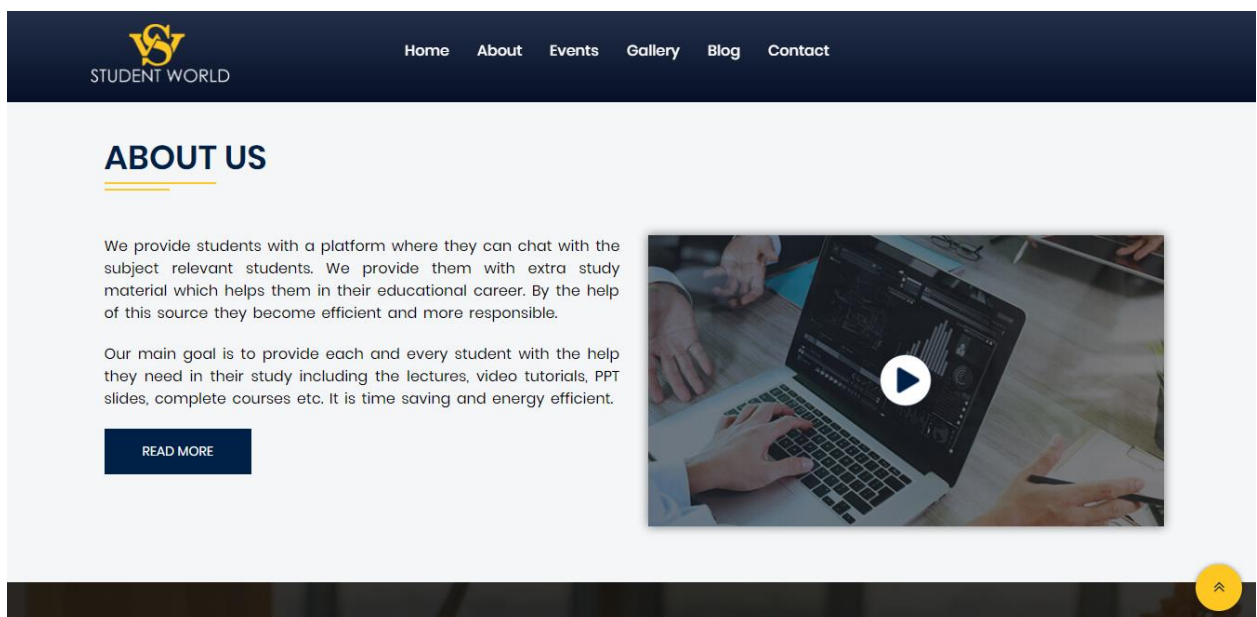 STUDENT WORLD
Home About Events Gallery Blog Contact
ABOUT US
We provide students with a platform where they can chat with the
subject relevant students. We provide them with extra study
material which helps them in their educational career. By the help
of this source they become efficient and more responsible.
Our main goal is to provide each and every student with the help
they need in their study including the lectures, video tutorials, PPT
slides, complete courses etc. It is time saving and energy efficient.
READ MORE